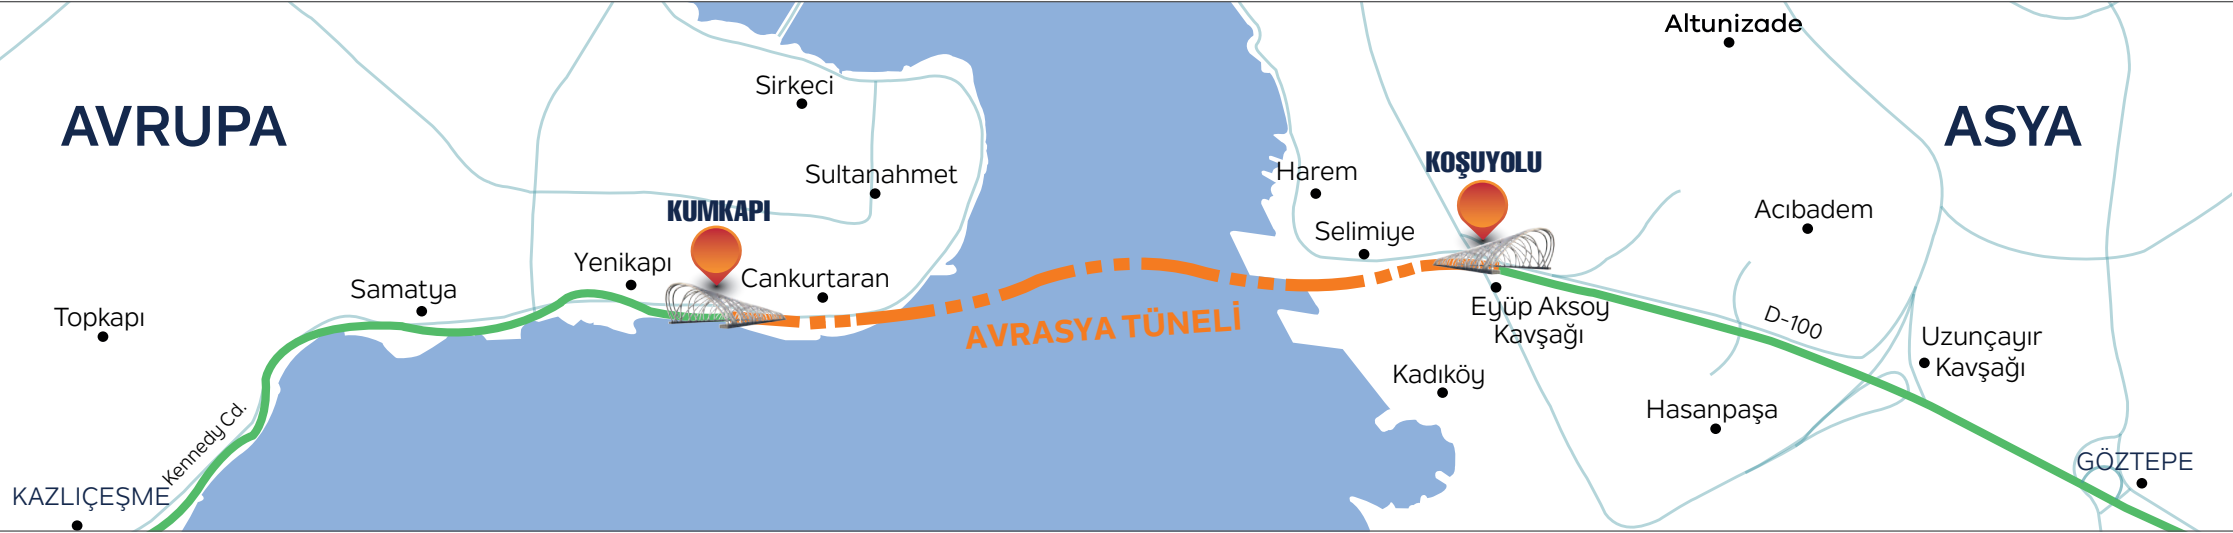 AVRUPA
ASYA
Altunizade
Sirkeci
Sultanahmet
KUMKAPI
Yenikapı
Cankurtaran
Samatya
Topkapı
Kennedy Cd.
KAZLIÇEŞME
AVRASYA TÜNELİ
Harem
KOŞUYOLU
Selimiye
Acıbadem
Eyüp Aksoy
Kavşağı
D-100
Uzunçayır
Kavşağı
Kadıköy
Hasanpaşa
GÖZTEPE